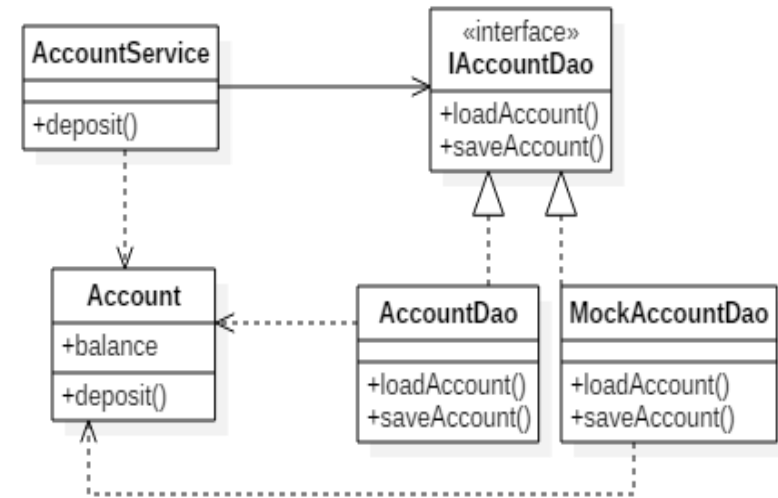 AccountService
+deposit()
«interface»
IAccountDao
+loadAccount()
+saveAccount()
Account
+balance
+deposit()
AccountDao
+loadAccount()
+saveAccount()
MockAccountDao
+loadAccount()
+saveAccount()